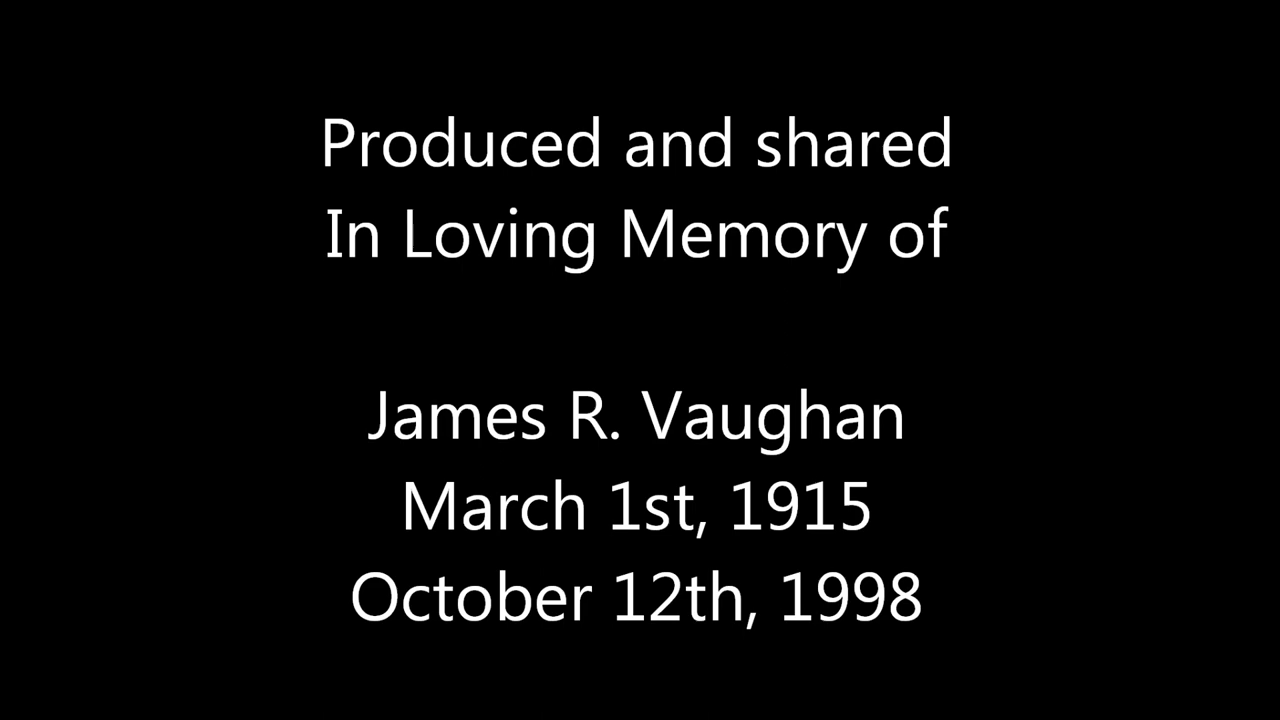 Produced and shared
In Loving Memory of
James R. Vaughan
March 1st, 1915
October 12th, 1998